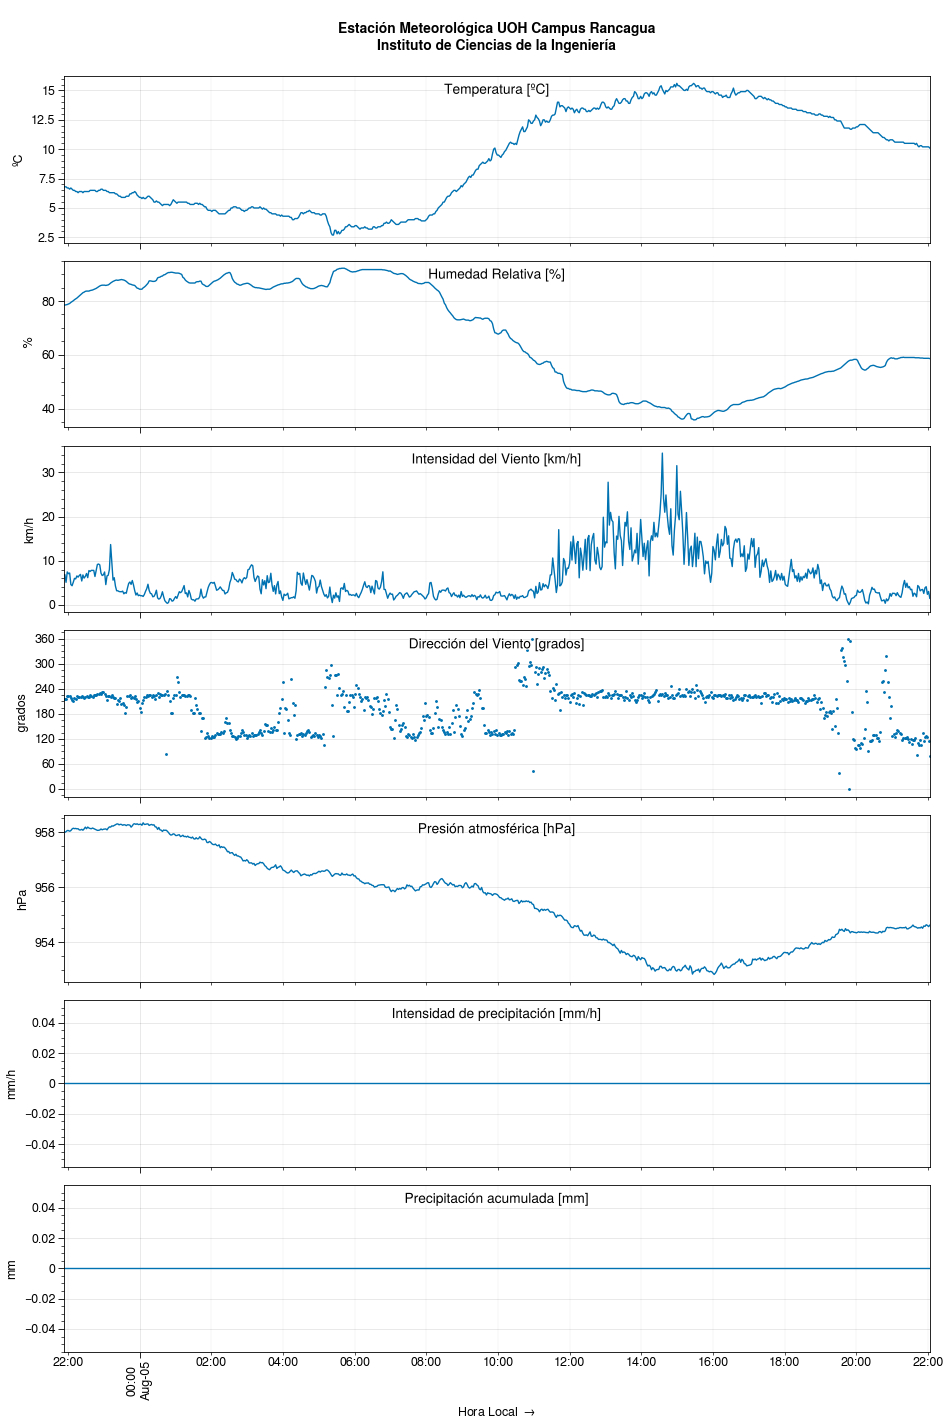 Estación Meteorológica UOH Campus Rancagua
Instituto de Ciencias de la Ingeniería
Temperatura [ºC]
15
12.5
10
7.5
5
2.5
ºC
Humedad Relativa [%]
80
60
40
%
Intensidad del Viento [km/h]
30
20
10
0
km/h
Dirección del Viento [grados]
360
300
240
180
120
60
0
grados
Presión atmosférica [hPa]
958
956
954
hPa
Intensidad de precipitación [mm/h]
0.04
0.02
0
−0.02
−0.04
mm/h
Precipitación acumulada [mm]
0.04
0.02
0
−0.02
−0.04
mm
22:00 00:00 02:00 04:00 06:00 08:00 10:00 12:00 14:00 16:00 18:00 20:00 22:00
Aug-05
Hora Local →